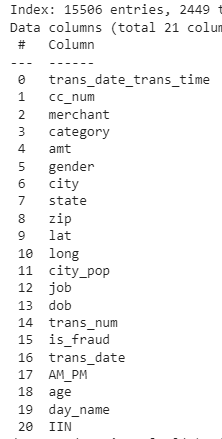 Index: 15506 entries, 2449 t
Data columns (total 21 colum
# Column
--- ------
0 trans_date_trans_time
1 cc_num
2 merchant
3 category
4 amt
5 gender
6 city
7 state
8 zip
9 lat
10 long
11 city_pop
12 job
13 dob
14 trans_num
15 is_fraud
16 trans_date
17 AM_PM
18 age
19 day_name
20 IIN